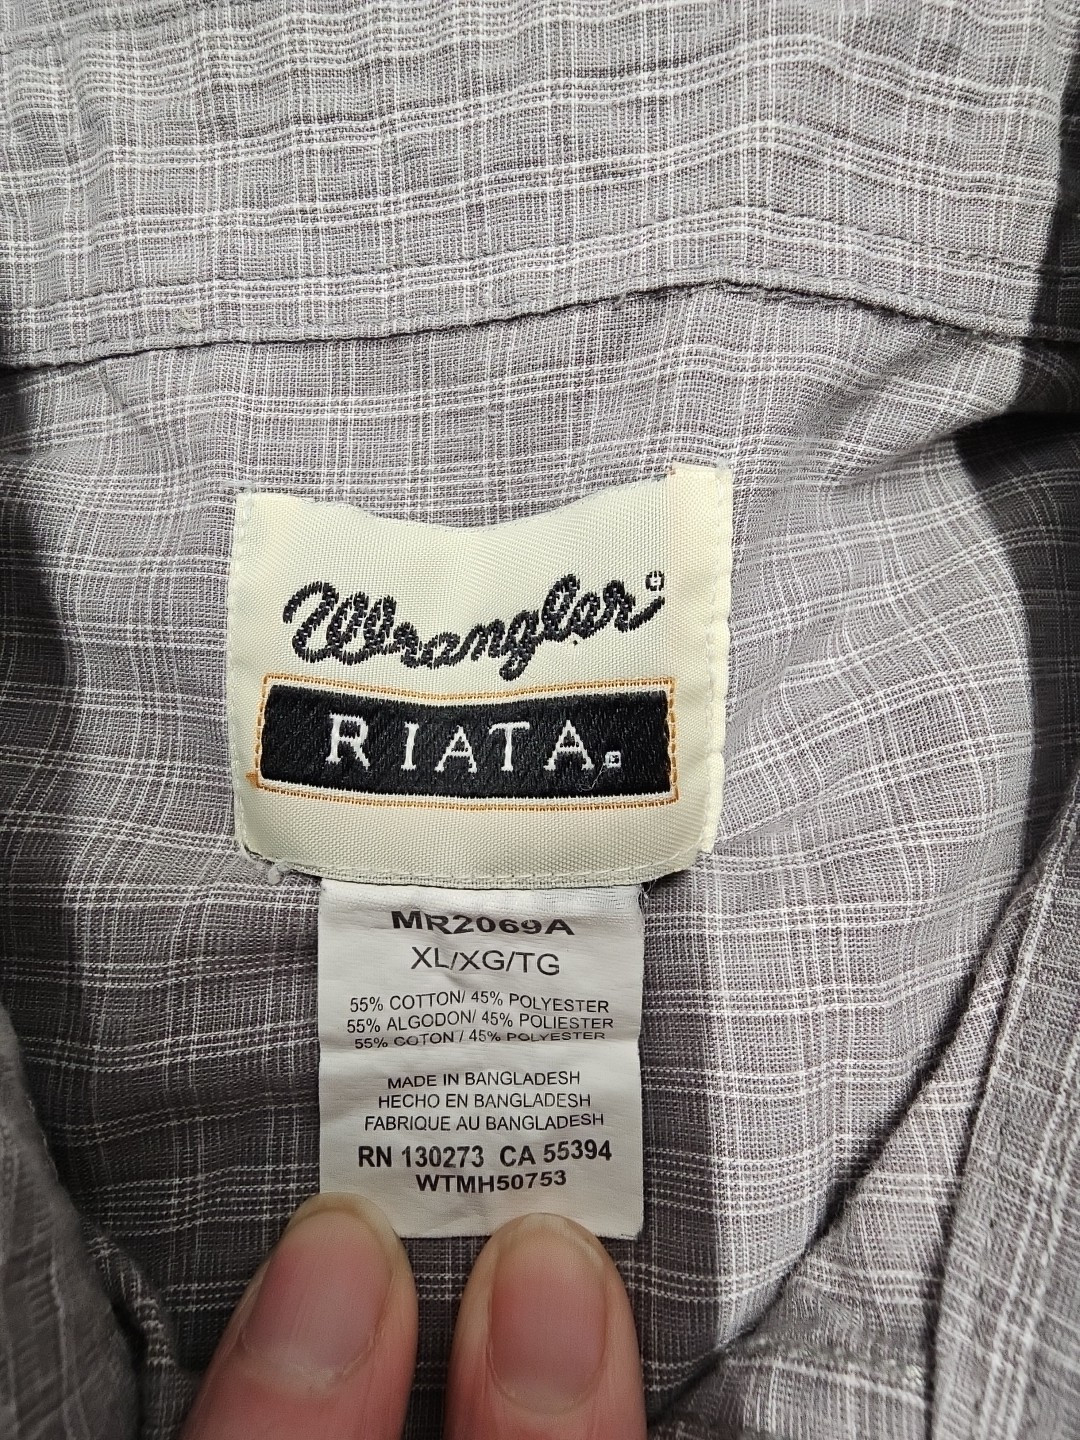 Wrangler®
RIATA®
MR2069A
XL/XG/TG
55% COTTON/ 45% POLYESTER
55% ALGODON/ 45% POLIESTER
55% COTON / 45% POLYESTER
MADE IN BANGLADESH
HECHO EN BANGLADESH
FABRIQUE AU BANGLADESH
RN 130273 CA 55394
WTMH50753